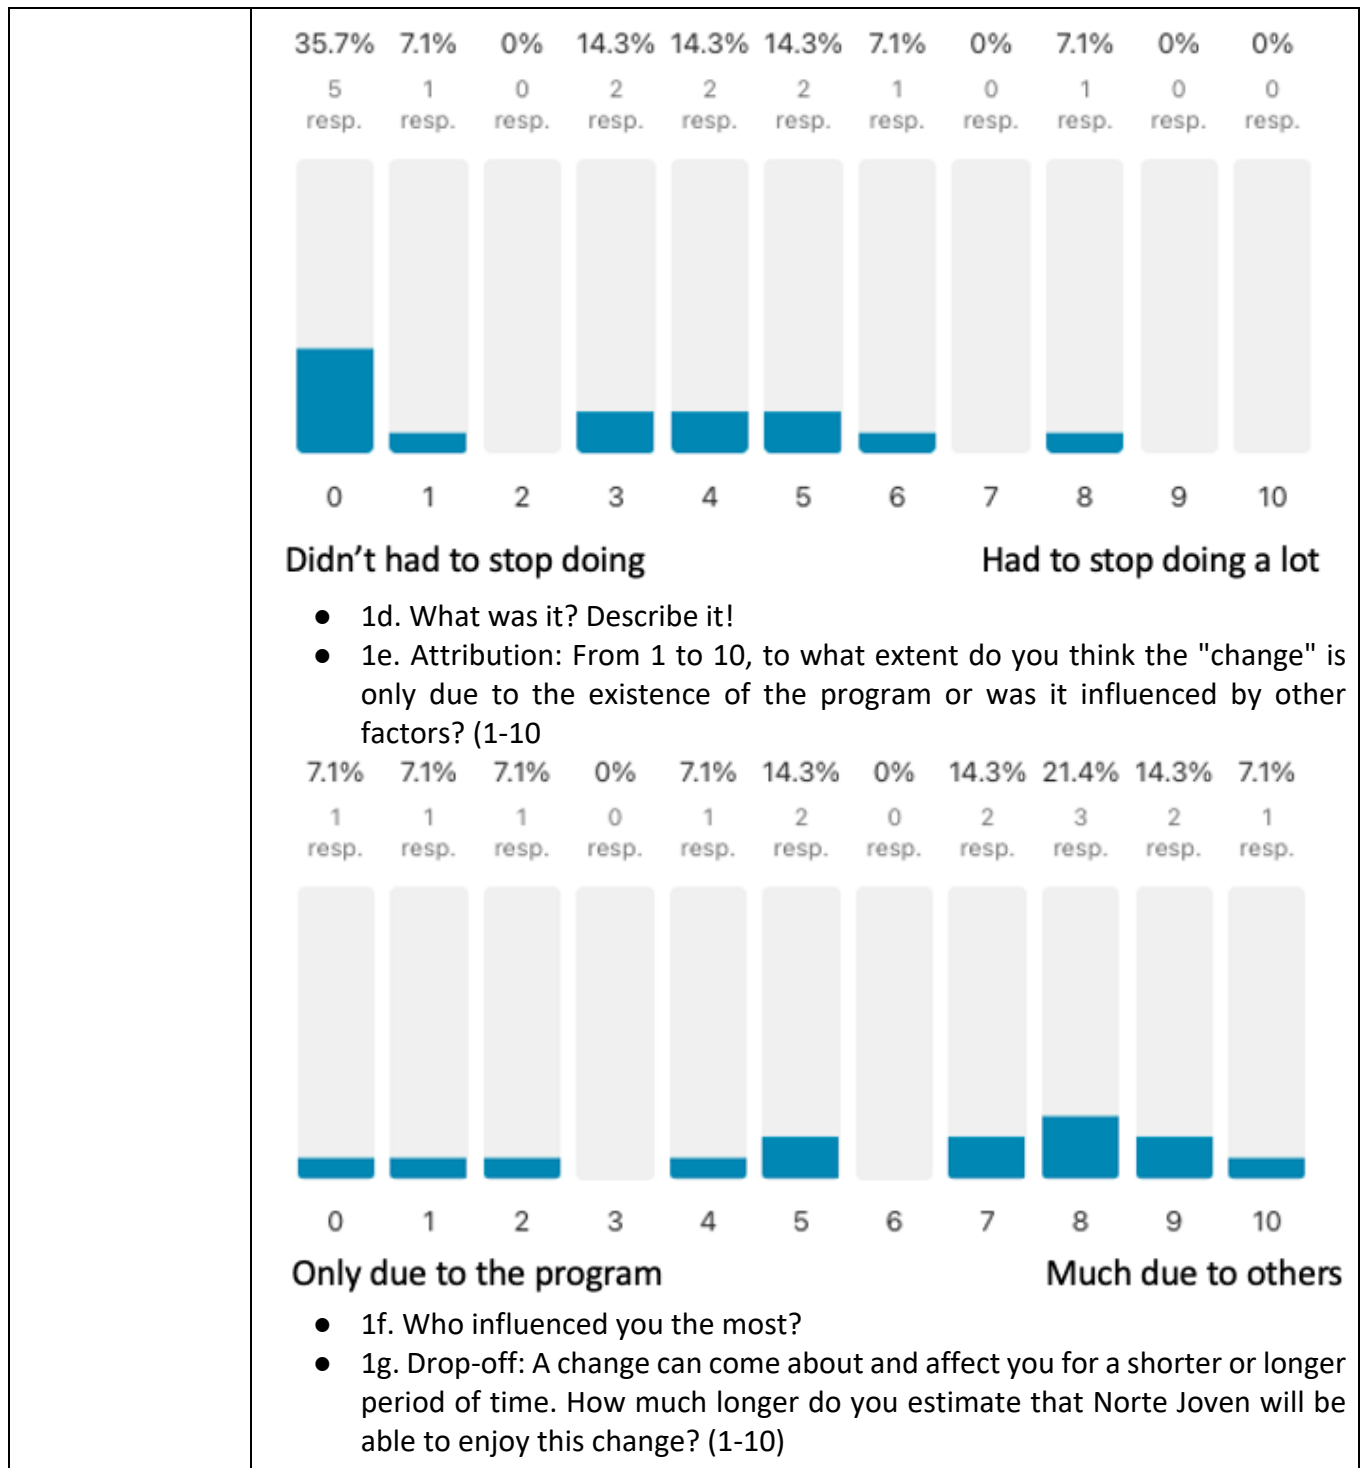 35.7% 7.1% 0% 14.3% 14.3% 14.3% 7.1% 0% 7.1% 0% 0%
5 1 0 2 2 2 1 0 1 0 0
resp. resp. resp. resp. resp. resp. resp. resp. resp. resp. resp.
0 1 2 3 4 5 6 7 8 9 10
Didn't had to stop doing Had to stop doing a lot
● 1d. What was it? Describe it!
● 1e. Attribution: From 1 to 10, to what extent do you think the "change" is
only due to the existence of the program or was it influenced by other
factors? (1-10
7.1% 7.1% 7.1% 0% 7.1% 14.3% 0% 14.3% 21.4% 14.3% 7.1%
1 1 1 0 1 2 0 2 3 2 1
resp. resp. resp. resp. resp. resp. resp. resp. resp. resp. resp.
0 1 2 3 4 5 6 7 8 9 10
Only due to the program Much due to others
● 1f. Who influenced you the most?
● 1g. Drop-off: A change can come about and affect you for a shorter or longer
period of time. How much longer do you estimate that Norte Joven will be
able to enjoy this change? (1-10)